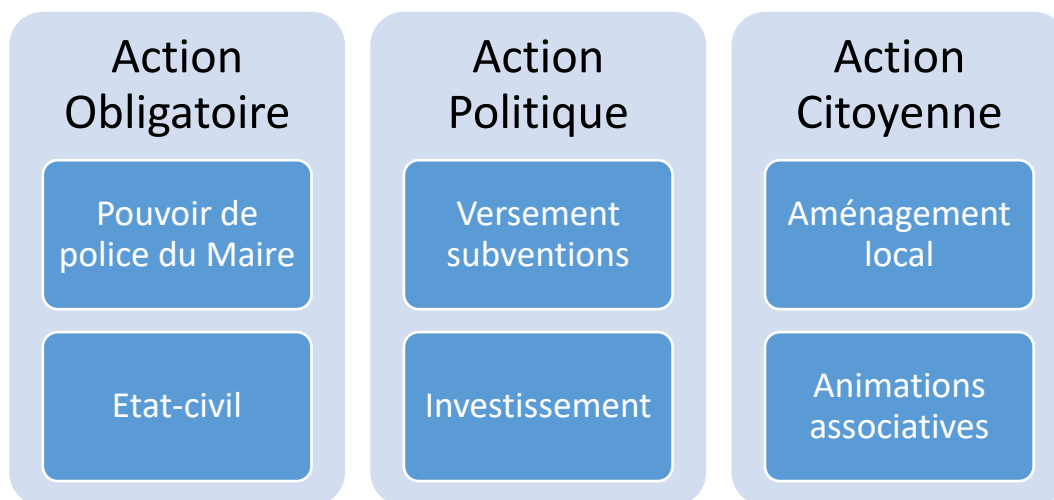 Action
Obligatoire
Pouvoir de
police du Maire
Etat-civil
Action
Politique
Versement
subventions
Investissement
Action
Citoyenne
Aménagement
local
Animations
associatives